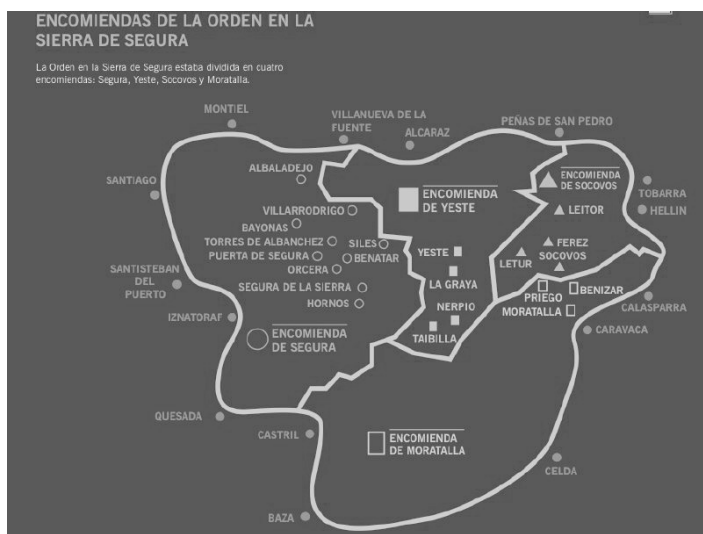 ENCOMIENDAS DE LA ORDEN EN LA
SIERRA DE SEGURA
La Orden en la Sierra de Segura estaba dividida en cuatro
encomiendas: Segura, Yeste, Socovos y Moratalla.
MONTIEL
VILLANUEVA DE LA
FUENTE
ALCARAZ
PEÑAS DE SAN PEDRO
ALBALADEJO
SANTIAGO
ENCOMIENDA
DE YESTE
ENCOMIENDA
DE SOCOVOS
TOBARRA
HELLIN
LEITOR
VILLARRODRIGO
BAYONAS
TORRES DE ALBANCHEZ
SILES
PUERTA DE SEGURA
BENATAR
ORCERA
YESTE
FEREZ
SOCOVOS
LETUR
SANTISTEBAN
DEL
PUERTO
SEGURA DE LA SIERRA
HORNOS
LA GRAYA
NERPIO
TAIBILLA
PRIEGO
BENIZAR
MORATALLA
CALASPARRA
CARAVACA
IZNATORAF
ENCOMIENDA
DE SEGURA
QUESADA
CASTRIL
ENCOMIENDA
DE MORATALLA
CELDA
BAZA